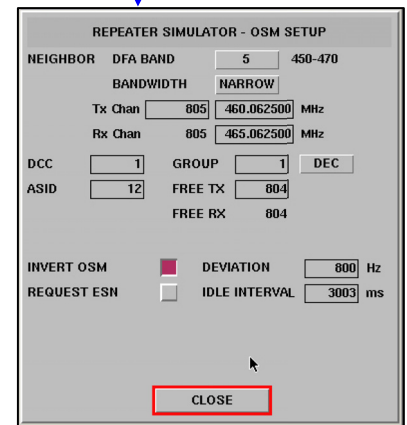 REPEATER SIMULATOR - OSM SETUP
NEIGHBOR DFA BAND 5 450-470
BANDWIDTH NARROW
Tx Chan 805 460.062500 MHz
Rx Chan 805 465.062500 MHz
DCC 1 GROUP 1 DEC
ASID 12 FREE TX 804
FREE RX 804
INVERT OSM DEVIATION 800 Hz
REQUEST ESN IDLE INTERVAL 3003 ms
CLOSE